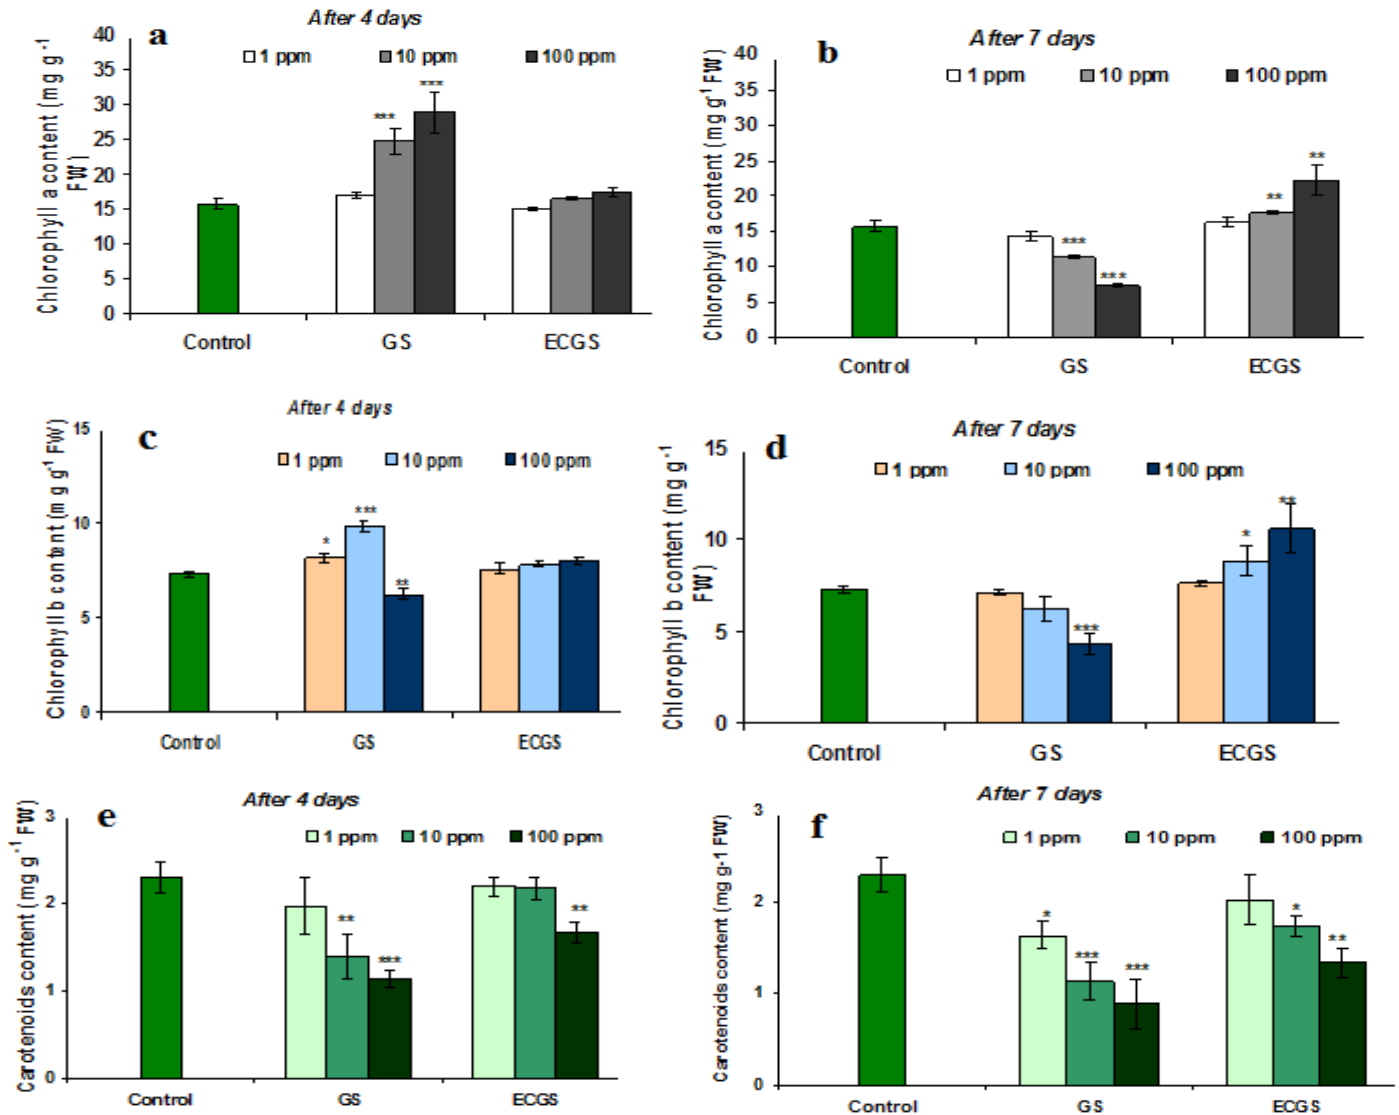 After 4 days
a
1 ppm 10 ppm 100 ppm
Chlorophyll a content (mg g-1
FW)
40
35
30
25
20
15
10
5
0
***
***
Control GS ECGS
After 7 days
b
1 ppm 10 ppm 100 ppm
Chlorophyll a content (mg g-1 FW)
40
35
30
25
20
15
10
5
0
***
***
**
**
Control GS ECGS
After 4 days
c
1 ppm 10 ppm 100 ppm
Chlorophyll b content (mg g-1 FW)
15
10
5
0
*
***
**
Control GS ECGS
After 7 days
d
1 ppm 10 ppm 100 ppm
Chlorophyll b content (mg g-1
FW)
15
10
5
0
***
*
**
Control GS ECGS
After 4 days
e
1 ppm 10 ppm 100 ppm
Carotenoids content (mg g-1 FW)
3
2
1
0
**
***
**
Control GS ECGS
After 7 days
f
1 ppm 10 ppm 100 ppm
Carotenoids content (mg g-1 FW)
3
2
1
0
*
***
***
*
**
Control GS ECGS